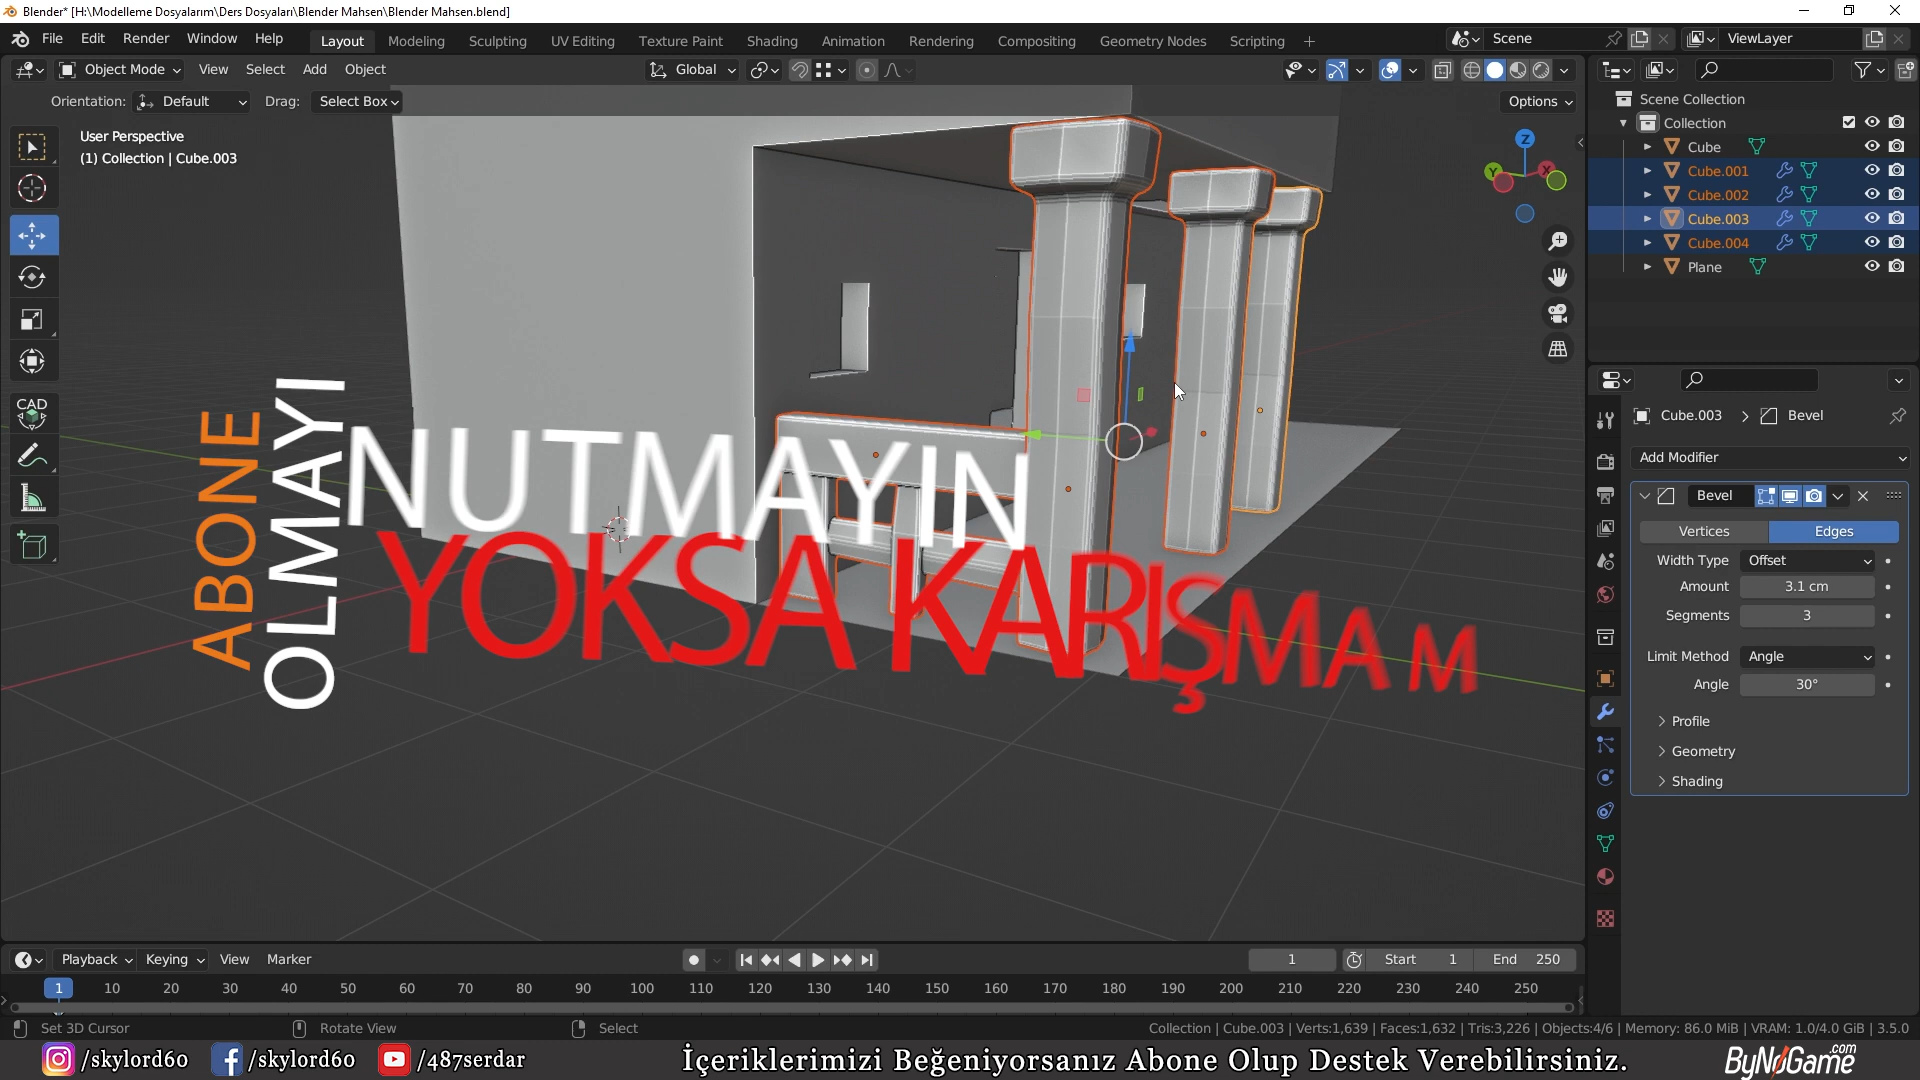 Blender* [H:\Modelleme Dosyalarım\Ders Dosyaları\Blender Mahsen\Blender Mahsen.blend]
File Edit Render Window Help Layout Modeling Sculpting UV Editing Texture Paint Shading Animation Rendering Compositing Geometry Nodes Scripting + Scene ViewLayer
Object Mode View Select Add Object Global
Orientation: Default Drag: Select Box Options
User Perspective
(1) Collection | Cube.003
Z
Y
X
CAD
Scene Collection
Collection
Cube
Cube.001
Cube.002
Cube.003
Cube.004
Plane
Cube.003 Bevel
Add Modifier
Bevel
Vertices Edges
Width Type Offset
Amount 3.1 cm
Segments 3
Limit Method Angle
Angle 30°
Profile
Geometry
Shading
ABONE
OLMAYI
NUTMAYIN
YOKSA KARIŞMA M
Playback Keying View Marker 1 Start 1 End 250
1 10 20 30 40 50 60 70 80 90 100 110 120 130 140 150 160 170 180 190 200 210 220 230 240 250
Set 3D Cursor Rotate View Select Collection | Cube.003 | Verts:1,639 | Faces:1,632 | Tris:3,226 | Objects:4/6 | Memory: 86.0 MiB | VRAM: 1.0/4.0 GiB | 3.5.0
/skylord60 /skylord60 /487serdar İçeriklerimizi Beğeniyorsanız Abone Olup Destek Verebilirsiniz. ByNoGame.com